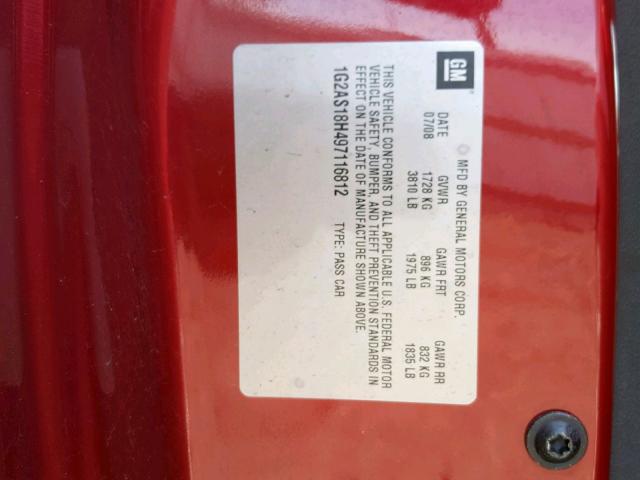 GM
MFD BY GENERAL MOTORS CORP.
DATE GVWR GAWR FRT GAWR RR
07/08 1728 KG 896 KG 832 KG
3810 LB 1975 LB 1835 LB
THIS VEHICLE CONFORMS TO ALL APPLICABLE U.S. FEDERAL MOTOR
VEHICLE SAFETY, BUMPER, AND THEFT PREVENTION STANDARDS IN
EFFECT ON THE DATE OF MANUFACTURE SHOWN ABOVE.
1G2AS18H497116812 TYPE: PASS CAR